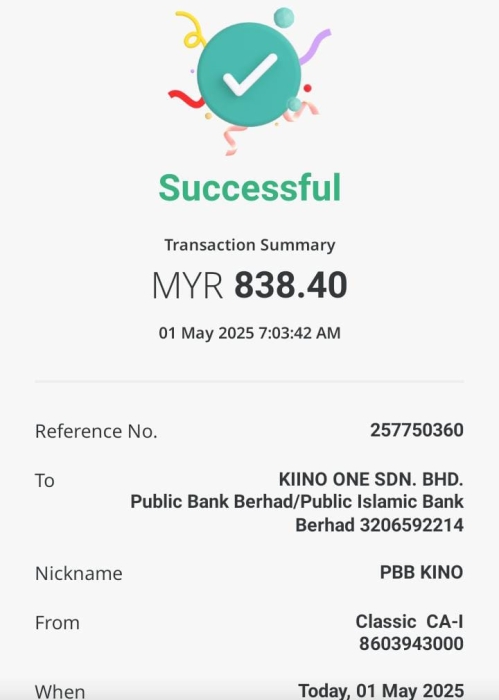 Successful
Transaction Summary
MYR 838.40
01 May 2025 7:03:42 AM
Reference No. 257750360
To KIINO ONE SDN. BHD.
Public Bank Berhad/Public Islamic Bank
Berhad 3206592214
Nickname PBB KINO
From Classic CA-I
8603943000
When Today, 01 May 2025